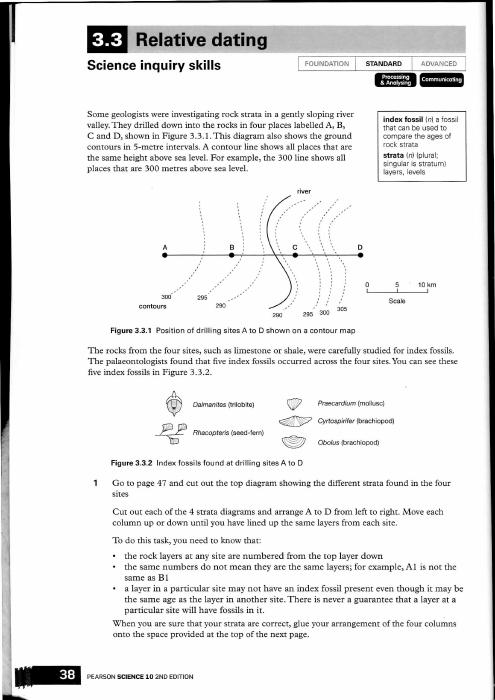 3.3 Relative dating
Science inquiry skills
FOUNDATION STANDARD ADVANCED
Processing & Analysing Communicating
Some geologists were investigating rock strata in a gently sloping river
valley. They drilled down into the rocks in four places labelled A, B,
C and D, shown in Figure 3.3.1. This diagram also shows the ground
contours in 5-metre intervals. A contour line shows all places that are
the same height above sea level. For example, the 300 line shows all
places that are 300 metres above sea level.
index fossil (n) a fossil
that can be used to
compare the ages of
rock strata
strata (n) (plural;
singular is stratum)
layers, levels
river
A B C D
0 5 10 km
Scale
300 295 290 290 295 300 305
contours
Figure 3.3.1 Position of drilling sites A to D shown on a contour map
The rocks from the four sites, such as limestone or shale, were carefully studied for index fossils.
The palaeontologists found that five index fossils occurred across the four sites. You can see these
five index fossils in Figure 3.3.2.
Dalmanites (trilobite)
Rhacopteris (seed-fern)
Praecardium (mollusc)
Cyrtospirifer (brachiopod)
Obolus (brachiopod)
Figure 3.3.2 Index fossils found at drilling sites A to D
1 Go to page 47 and cut out the top diagram showing the different strata found in the four
sites
Cut out each of the 4 strata diagrams and arrange A to D from left to right. Move each
column up or down until you have lined up the same layers from each site.
To do this task, you need to know that:
• the rock layers at any site are numbered from the top layer down
• the same numbers do not mean they are the same layers; for example, A1 is not the
same as B1
• a layer in a particular site may not have an index fossil present even though it may be
the same age as the layer in another site. There is never a guarantee that a layer at a
particular site will have fossils in it.
When you are sure that your strata are correct, glue your arrangement of the four columns
onto the space provided at the top of the next page.
38 PEARSON SCIENCE 10 2ND EDITION